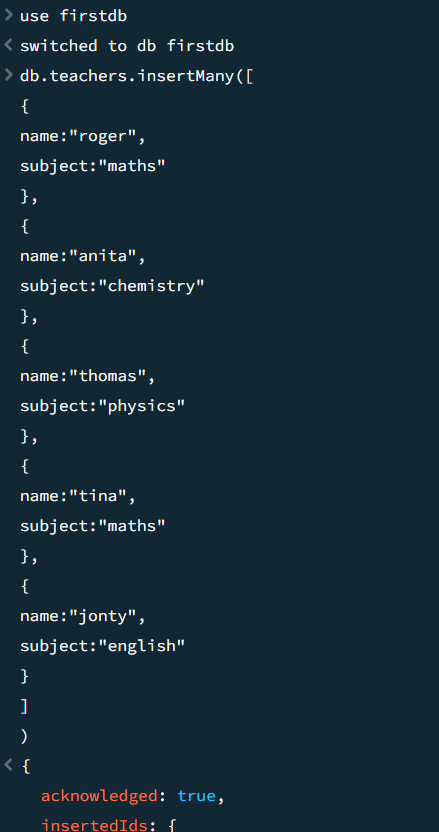 > use firstdb
< switched to db firstdb
> db.teachers.insertMany([
{
name:"roger",
subject:"maths"
},
{
name:"anita",
subject:"chemistry"
},
{
name:"thomas",
subject:"physics"
},
{
name:"tina",
subject:"maths"
},
{
name:"jonty",
subject:"english"
}
]
)
< {
acknowledged: true,
insertedIds: {